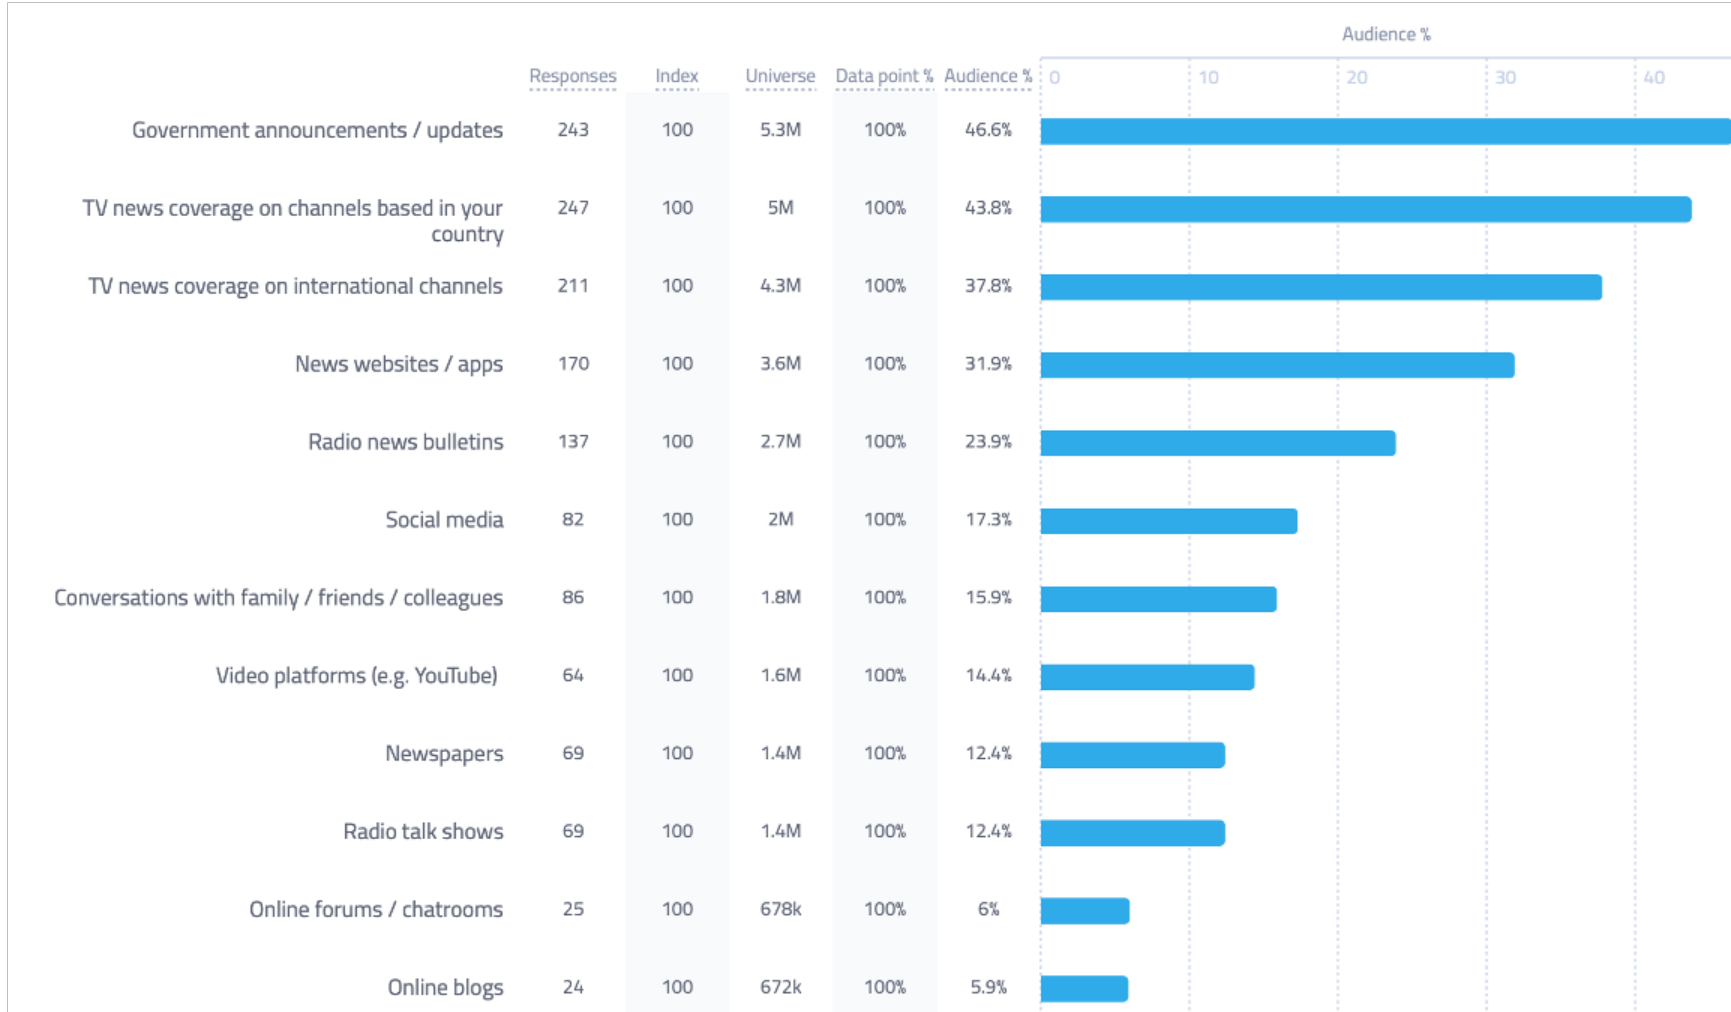 Audience %
Responses Index Universe Data point % Audience % 0 10 20 30 40
Government announcements / updates 243 100 5.3M 100% 46.6%
TV news coverage on channels based in your 247 100 5M 100% 43.8%
country
TV news coverage on international channels 211 100 4.3M 100% 37.8%
News websites / apps 170 100 3.6M 100% 31.9%
Radio news bulletins 137 100 2.7M 100% 23.9%
Social media 82 100 2M 100% 17.3%
Conversations with family / friends / colleagues 86 100 1.8M 100% 15.9%
Video platforms (e.g. YouTube) 64 100 1.6M 100% 14.4%
Newspapers 69 100 1.4M 100% 12.4%
Radio talk shows 69 100 1.4M 100% 12.4%
Online forums / chatrooms 25 100 678k 100% 6%
Online blogs 24 100 672k 100% 5.9%